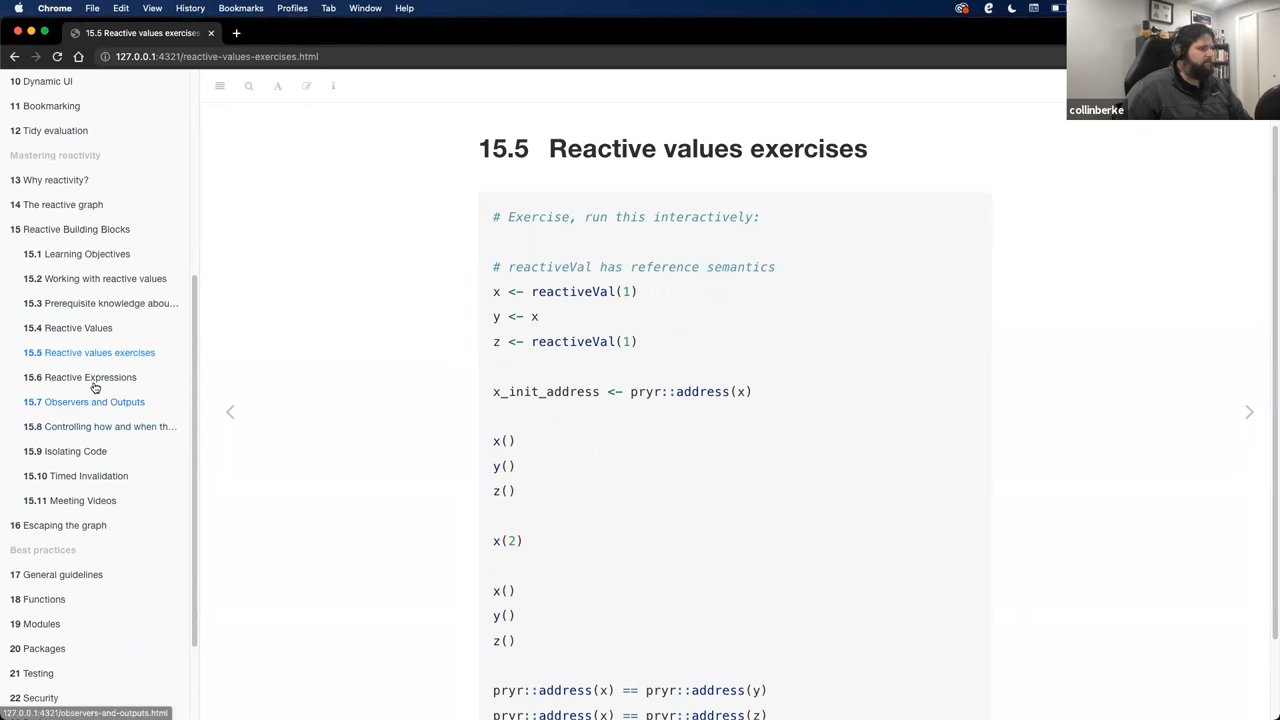 Chrome File Edit View History Bookmarks Profiles Tab Window Help
15.5 Reactive values exercises
127.0.0.1:4321/reactive-values-exercises.html
collinberke
10 Dynamic UI
11 Bookmarking
12 Tidy evaluation
Mastering reactivity
13 Why reactivity?
14 The reactive graph
15 Reactive Building Blocks
15.1 Learning Objectives
15.2 Working with reactive values
15.3 Prerequisite knowledge abou...
15.4 Reactive Values
15.5 Reactive values exercises
15.6 Reactive Expressions
15.7 Observers and Outputs
15.8 Controlling how and when th...
15.9 Isolating Code
15.10 Timed Invalidation
15.11 Meeting Videos
16 Escaping the graph
Best practices
17 General guidelines
18 Functions
19 Modules
20 Packages
21 Testing
22 Security
127.0.0.1:4321/observers-and-outputs.html
15.5 Reactive values exercises
# Exercise, run this interactively:
# reactiveVal has reference semantics
x <- reactiveVal(1)
y <- x
z <- reactiveVal(1)
x_init_address <- pryr::address(x)
x()
y()
z()
x(2)
x()
y()
z()
pryr::address(x) == pryr::address(y)
pryr::address(x) == pryr::address(z)